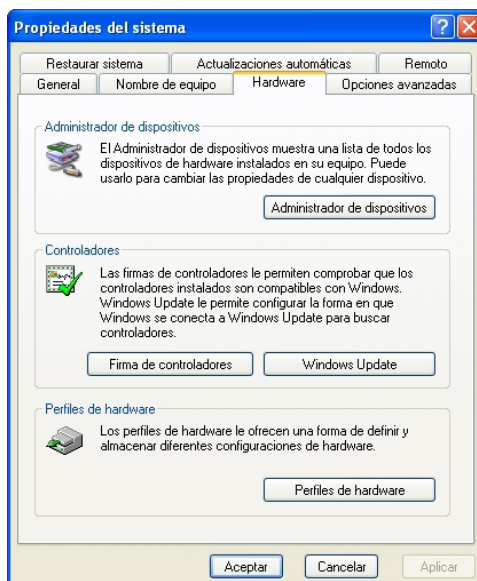 Propiedades del sistema
Restaurar sistema Actualizaciones automáticas Remoto
General Nombre de equipo Hardware Opciones avanzadas
Administrador de dispositivos
El Administrador de dispositivos muestra una lista de todos los
dispositivos de hardware instalados en su equipo. Puede
usarlo para cambiar las propiedades de cualquier dispositivo.
Administrador de dispositivos
Controladores
Las firmas de controladores le permiten comprobar que los
controladores instalados son compatibles con Windows.
Windows Update le permite configurar la forma en que
Windows se conecta a Windows Update para buscar
controladores.
Firma de controladores Windows Update
Perfiles de hardware
Los perfiles de hardware le ofrecen una forma de definir y
almacenar diferentes configuraciones de hardware.
Perfiles de hardware
Aceptar Cancelar Aplicar